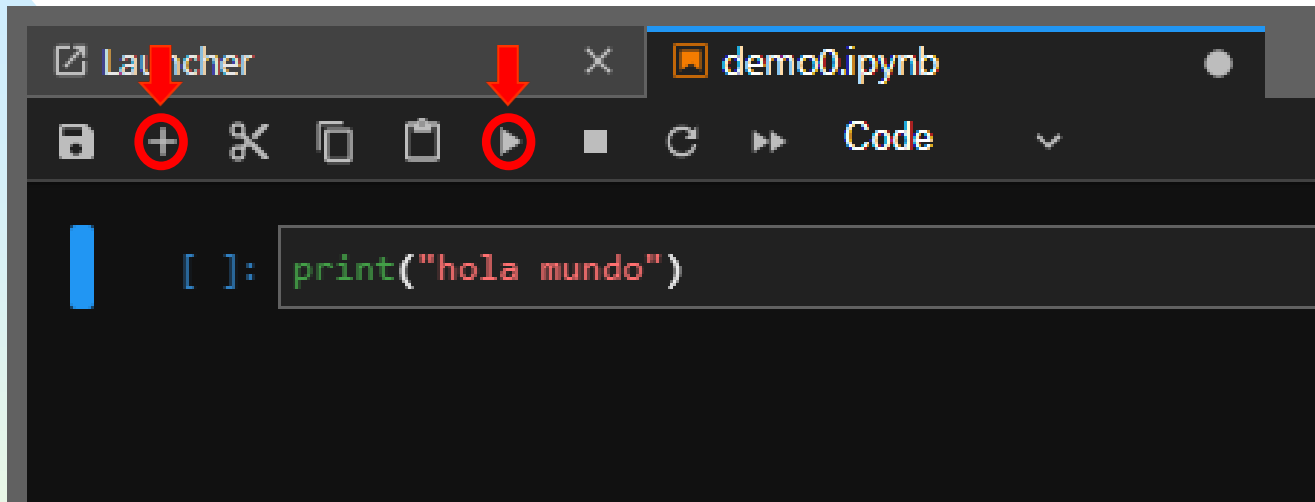 Launcher
demo0.ipynb
Code
[ ]: print("hola mundo")